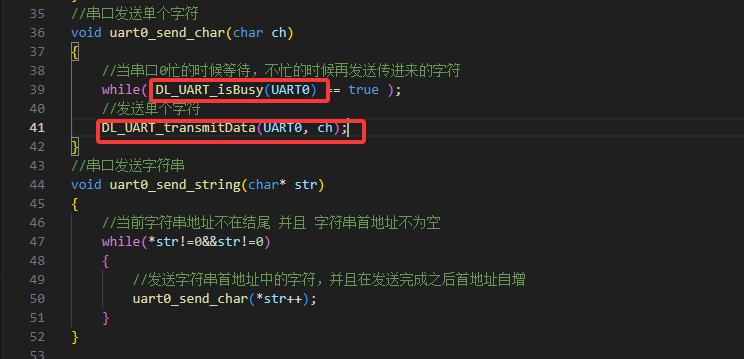 35 //串口发送单个字符
36 void uart0_send_char(char ch)
37 {
38 //当串口0忙的时候等待，不忙的时候再发送传进来的字符
39 while( DL_UART_isBusy(UART0) == true );
40 //发送单个字符
41 DL_UART_transmitData(UART0, ch);
42 }
43 //串口发送字符串
44 void uart0_send_string(char* str)
45 {
46 //当前字符串地址不在结尾 并且 字符串首地址不为空
47 while(*str!=0&&str!=0)
48 {
49 //发送字符串首地址中的字符，并且在发送完成之后首地址自增
50 uart0_send_char(*str++);
51 }
52 }
53